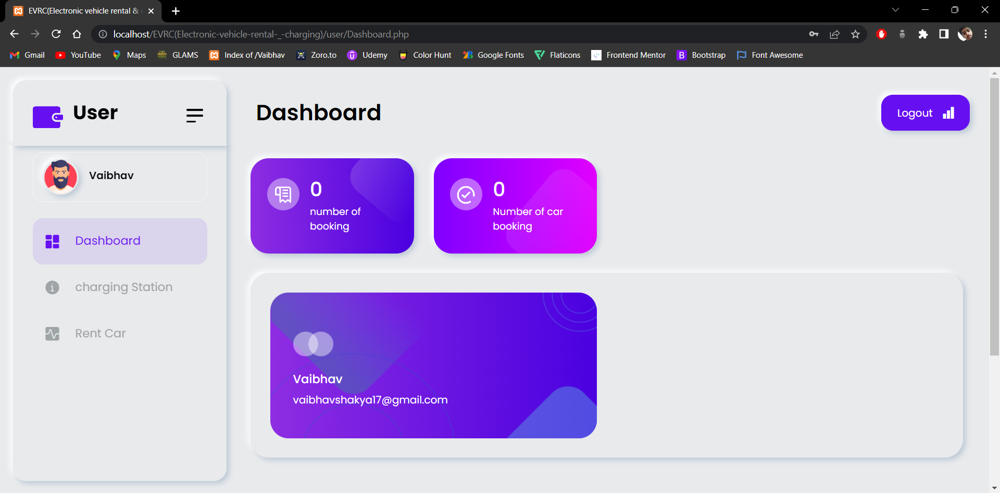 EVRC(Electronic vehicle rental &
localhost/EVRC(Electronic-vehicle-rental-_-charging)/user/Dashboard.php
Gmail YouTube Maps GLAMS Index of /Vaibhav Zoro.to Udemy Color Hunt Google Fonts Flaticons Frontend Mentor Bootstrap Font Awesome
User
Dashboard
Logout
Vaibhav
Dashboard
charging Station
Rent Car
0
number of
booking
0
Number of car
booking
Vaibhav
vaibhavshakya17@gmail.com